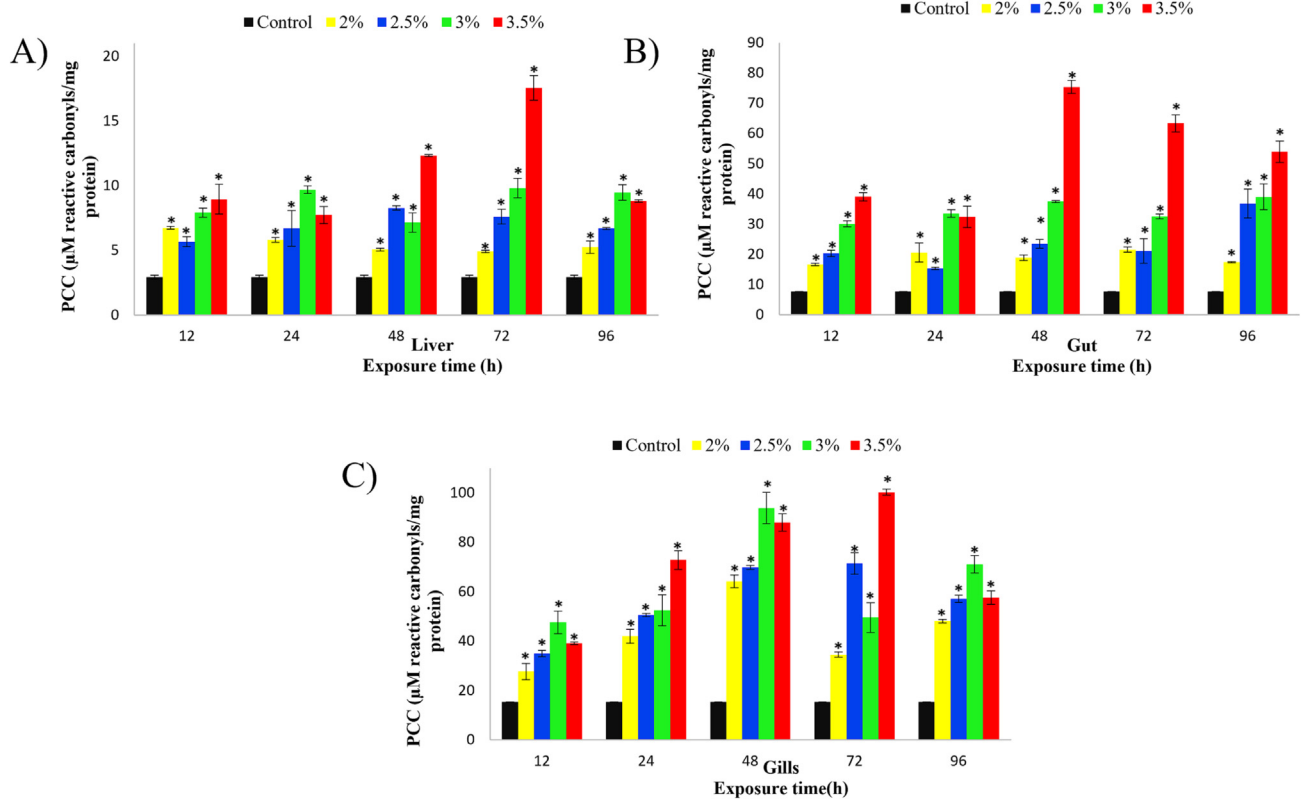 A)
Control 2% 2.5% 3% 3.5%
PCC (µM reactive carbonyls/mg
protein)
20
15
10
5
0
* * * * * * * * * * * * * * * * * * * *
12 24 48 72 96
Liver
Exposure time (h)
B)
Control 2% 2.5% 3% 3.5%
PCC (µM reactive carbonyls/mg
protein)
90
80
70
60
50
40
30
20
10
0
* * * * * * * * * * * * * * * * * * * *
12 24 48 72 96
Gut
Exposure time (h)
C)
Control 2% 2.5% 3% 3.5%
PCC (µM reactive carbonyls/mg
protein)
100
80
60
40
20
0
* * * * * * * * * * * * * * * * * * * *
12 24 48 72 96
Gills
Exposure time(h)